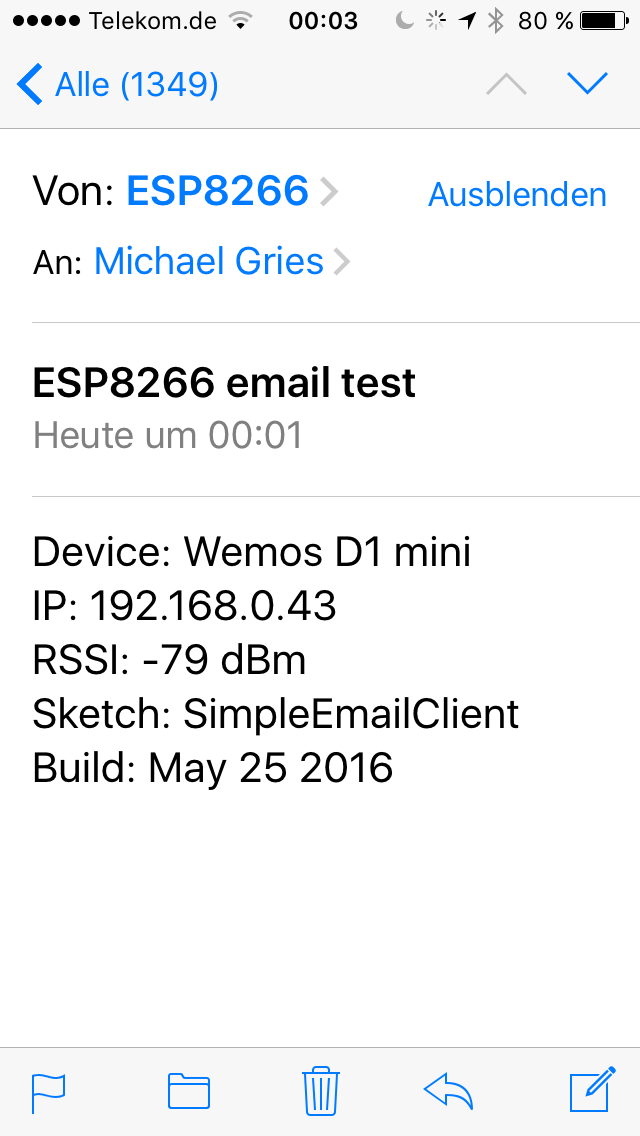 Telekom.de 00:03 80 %
Alle (1349)
Von: ESP8266 Ausblenden
An: Michael Gries
ESP8266 email test
Heute um 00:01
Device: Wemos D1 mini
IP: 192.168.0.43
RSSI: -79 dBm
Sketch: SimpleEmailClient
Build: May 25 2016